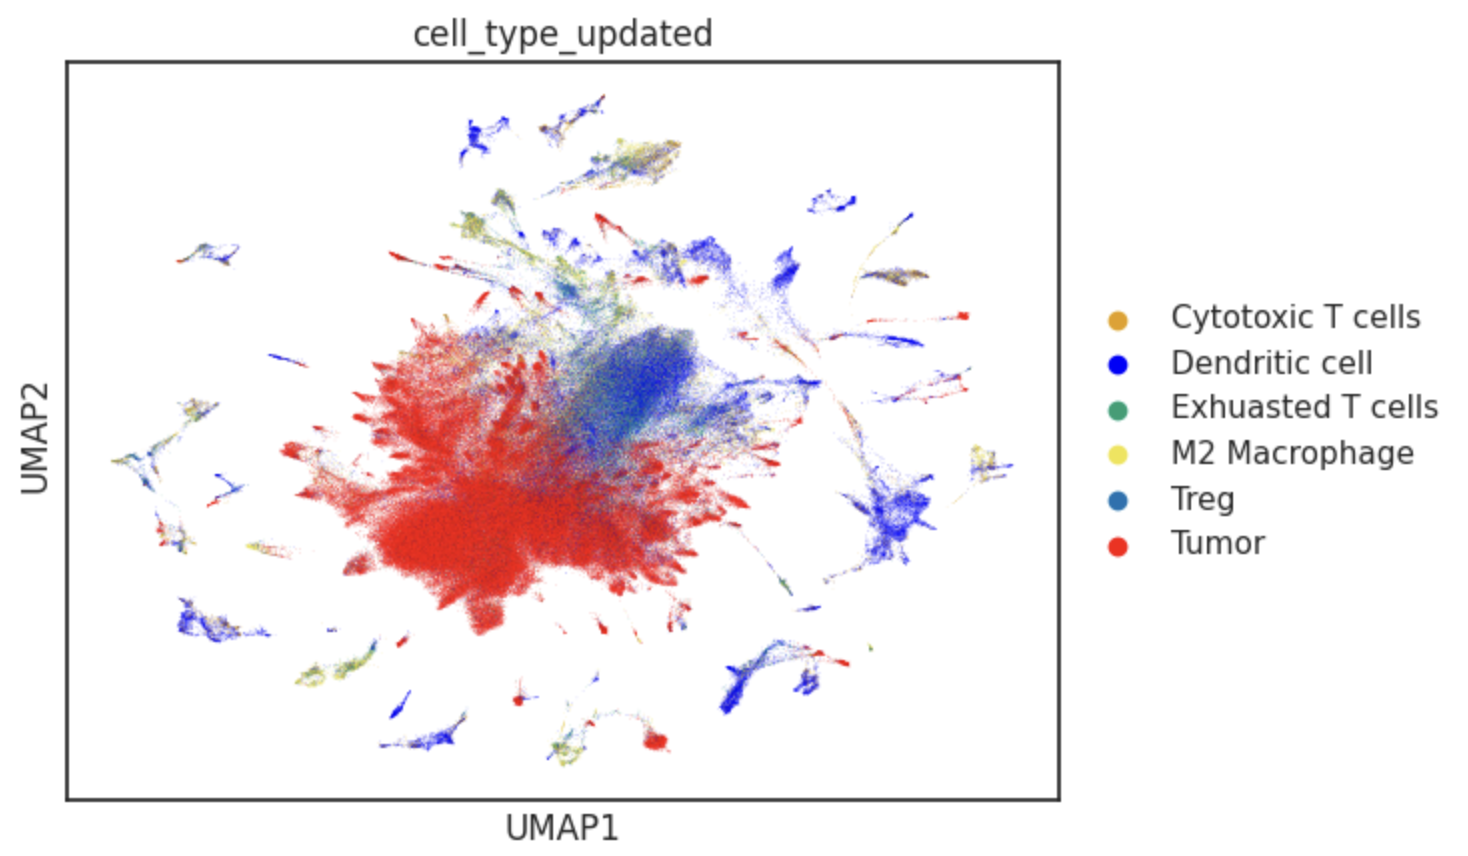 cell_type_updated
UMAP2
UMAP1
Cytotoxic T cells
Dendritic cell
Exhuasted T cells
M2 Macrophage
Treg
Tumor